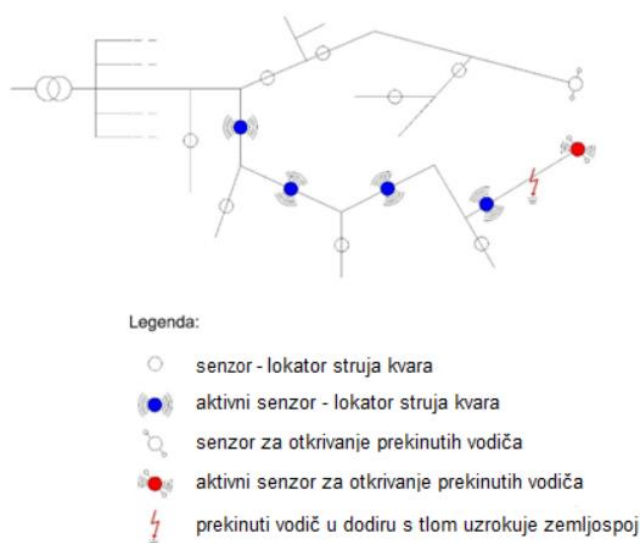 Legenda:
senzor - lokator struja kvara
aktivni senzor - lokator struja kvara
senzor za otkrivanje prekinutih vodiča
aktivni senzor za otkrivanje prekinutih vodiča
prekinuti vodič u dodiru s tlom uzrokuje zemljospoj